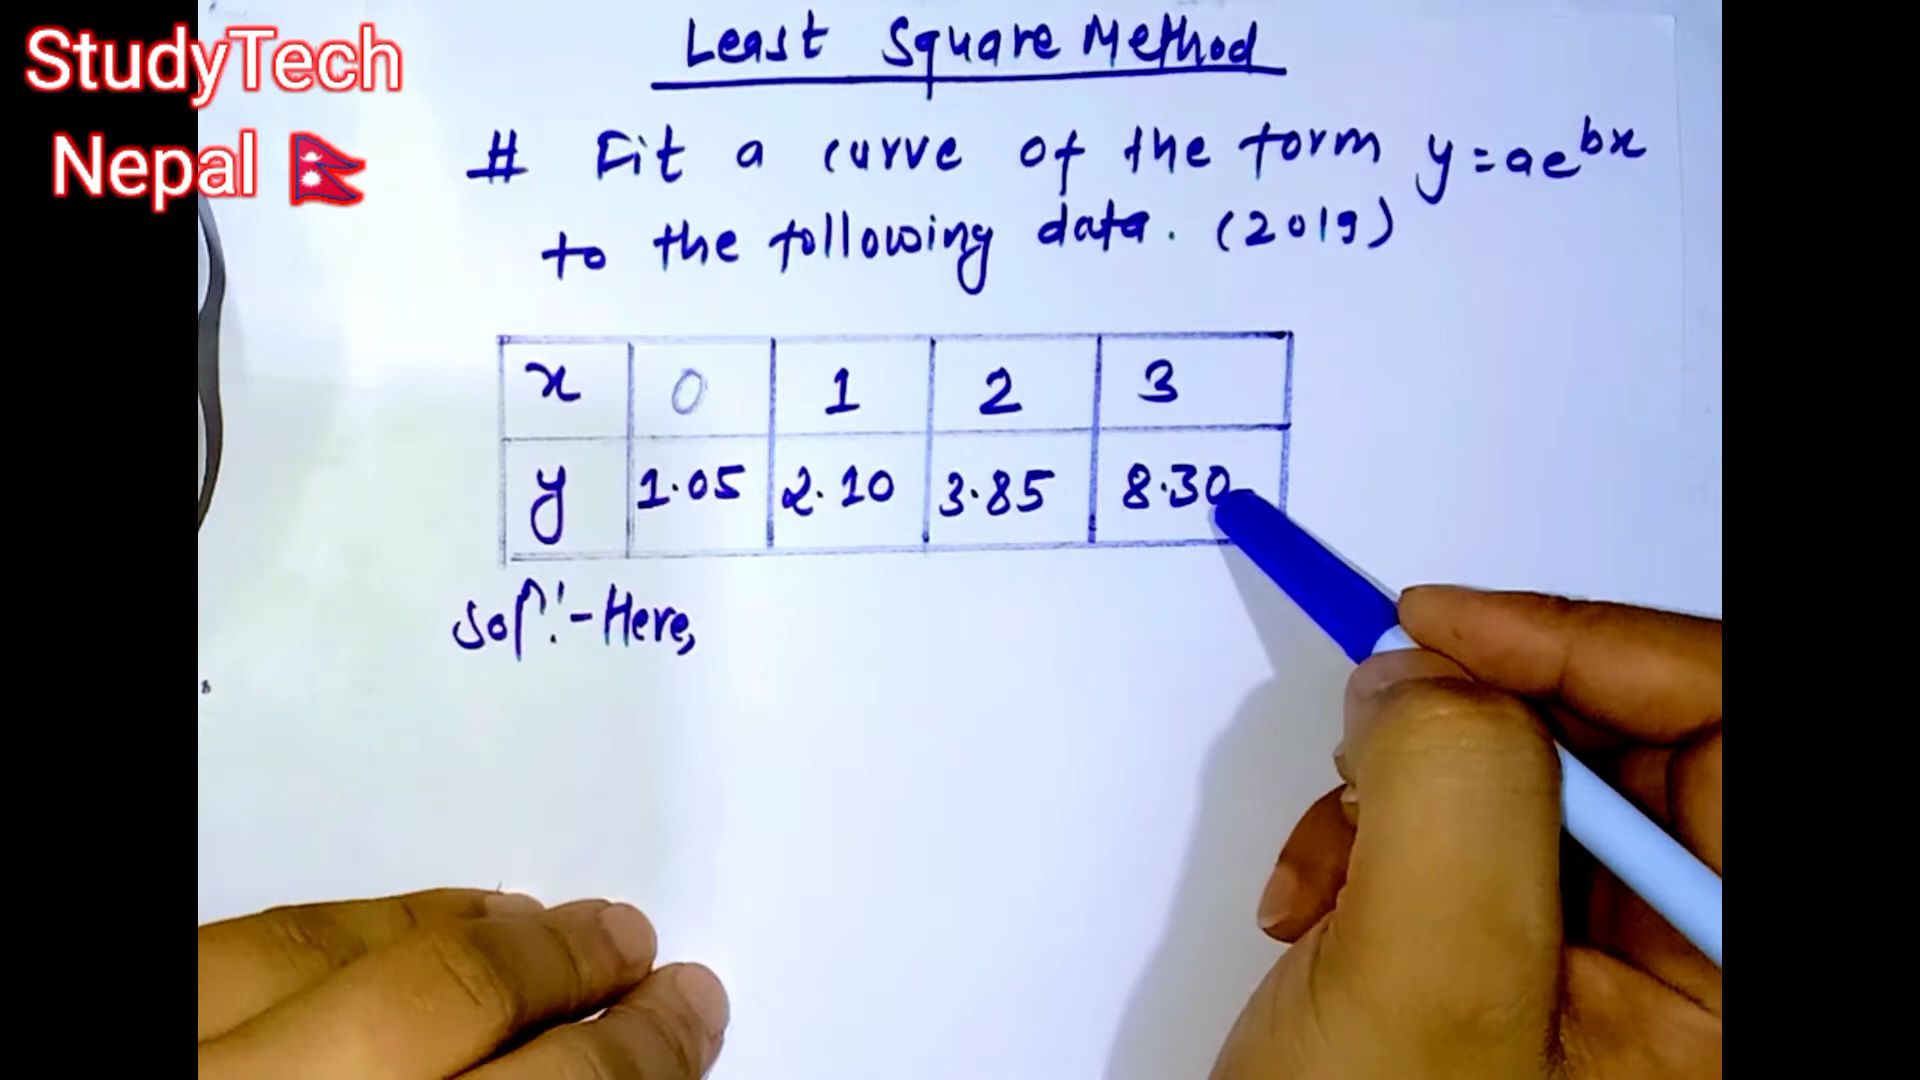 StudyTech
Nepal 🇳🇵
Least Square Method
# Fit a curve of the form y=ae^bx
to the following data. (2019)
x 0 1 2 3
y 1.05 2.10 3.85 8.30
Solⁿ:- Here,